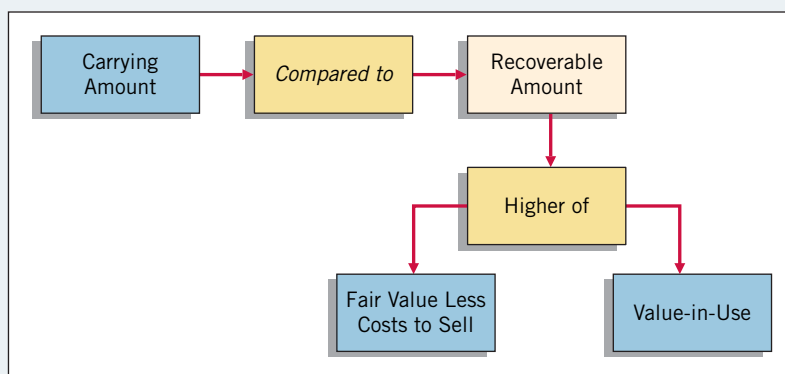 Carrying
Amount
Compared to
Recoverable
Amount
Higher of
Fair Value Less
Costs to Sell
Value-in-Use